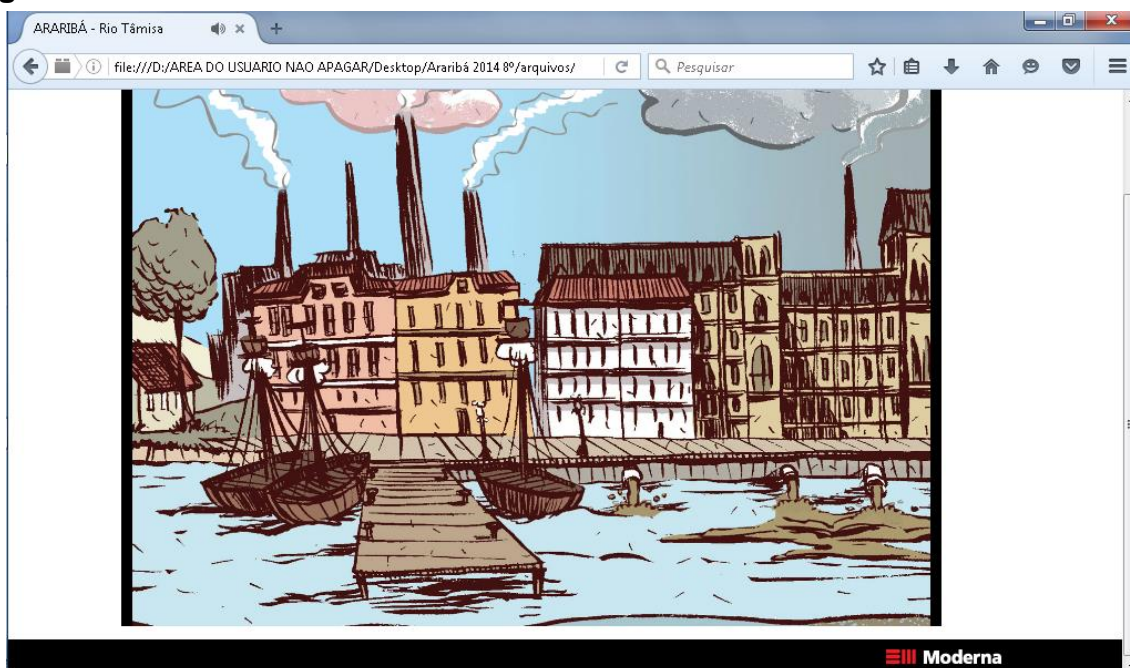 ARARIBÁ - Rio Tâmisa
file:///D:/AREA DO USUARIO NAO APAGAR/Desktop/Araribá 2014 8º/arquivos/
Pesquisar
Moderna